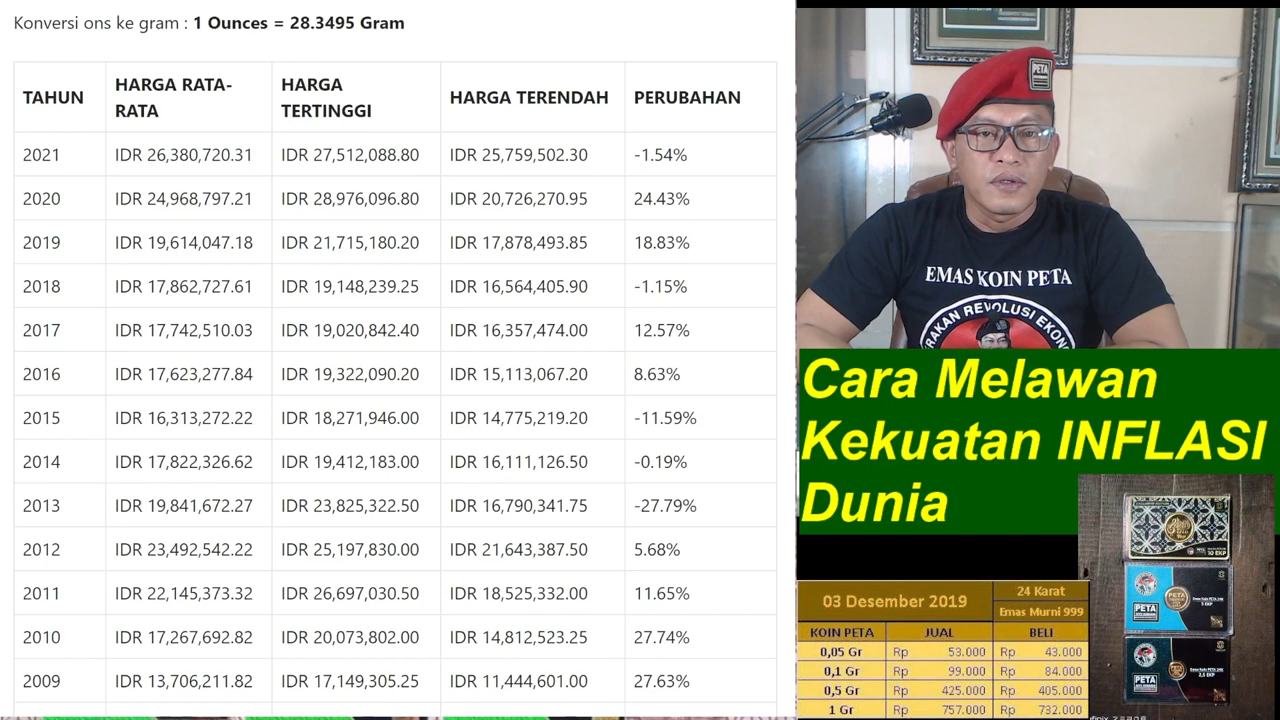 Konversi ons ke gram : 1 Ounces = 28.3495 Gram
TAHUN HARGA RATA-RATA HARGA TERTINGGI HARGA TERENDAH PERUBAHAN
2021 IDR 26,380,720.31 IDR 27,512,088.80 IDR 25,759,502.30 -1.54%
2020 IDR 24,968,797.21 IDR 28,976,096.80 IDR 20,726,270.95 24.43%
2019 IDR 19,614,047.18 IDR 21,715,180.20 IDR 17,878,493.85 18.83%
2018 IDR 17,862,727.61 IDR 19,148,239.25 IDR 16,564,405.90 -1.15%
2017 IDR 17,742,510.03 IDR 19,020,842.40 IDR 16,357,474.00 12.57%
2016 IDR 17,623,277.84 IDR 19,322,090.20 IDR 15,113,067.20 8.63%
2015 IDR 16,313,272.22 IDR 18,271,946.00 IDR 14,775,219.20 -11.59%
2014 IDR 17,822,326.62 IDR 19,412,183.00 IDR 16,111,126.50 -0.19%
2013 IDR 19,841,672.27 IDR 23,825,322.50 IDR 16,790,341.75 -27.79%
2012 IDR 23,492,542.22 IDR 25,197,830.00 IDR 21,643,387.50 5.68%
2011 IDR 22,145,373.32 IDR 26,697,030.50 IDR 18,525,332.00 11.65%
2010 IDR 17,267,692.82 IDR 20,073,802.00 IDR 14,812,523.25 27.74%
2009 IDR 13,706,211.82 IDR 17,149,305.25 27.63%
PETA
EMAS KOIN PETA
RAKAN REVOLUSI EKONO
Cara Melawan
Kekuatan INFLASI
Dunia
03 Desember 2019
24 Karat
Emas Murni 999
KOIN PETA JUAL BELI
0,05 Gr Rp 53.000 Rp 43.000
0,1 Gr Rp 99.000 Rp 84.000
0,5 Gr Rp 425.000 Rp 405.000
1 Gr Rp 757.000 Rp 732.000
10 EKP
PETA
PETA
5 EKP
PETA
2,5 EKP